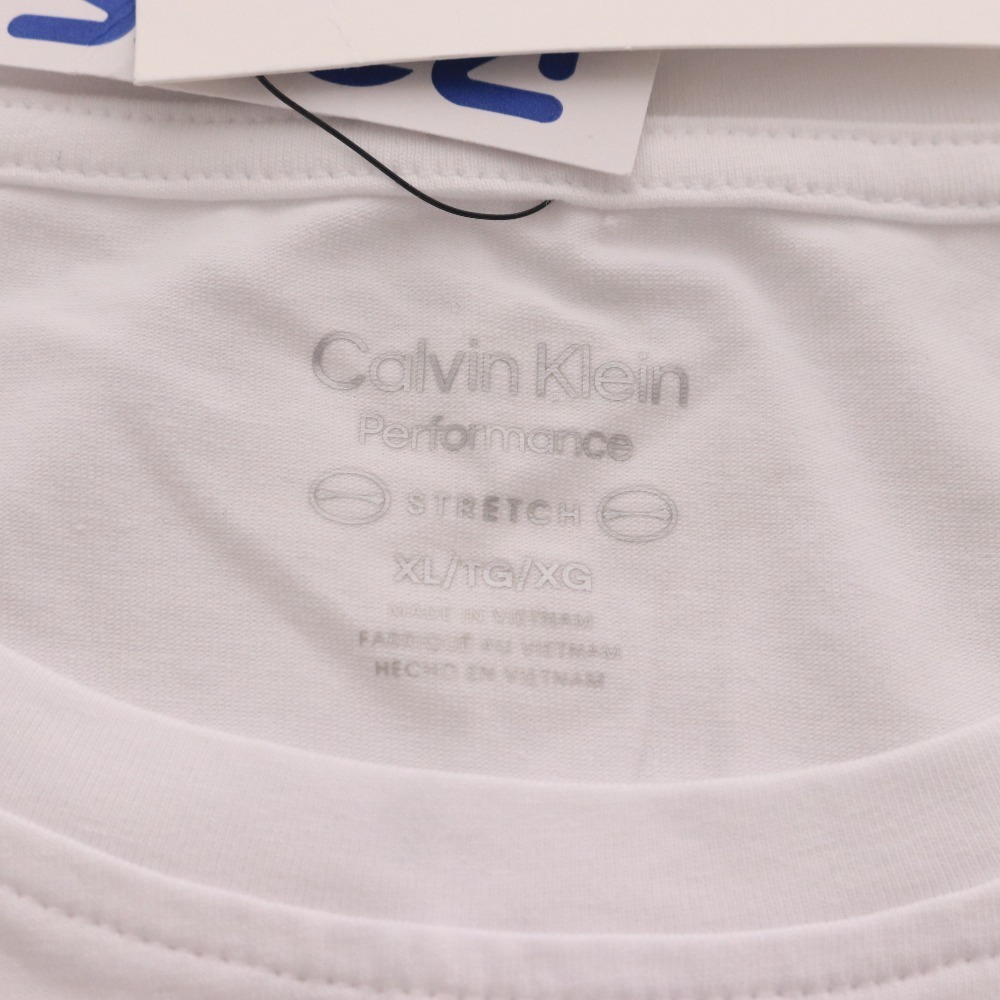 Calvin Klein
Performance
STRETCH
XL/TG/XG
MADE IN VIETNAM
FABRIQUÉ AU VIETNAM
HECHO EN VIETNAM